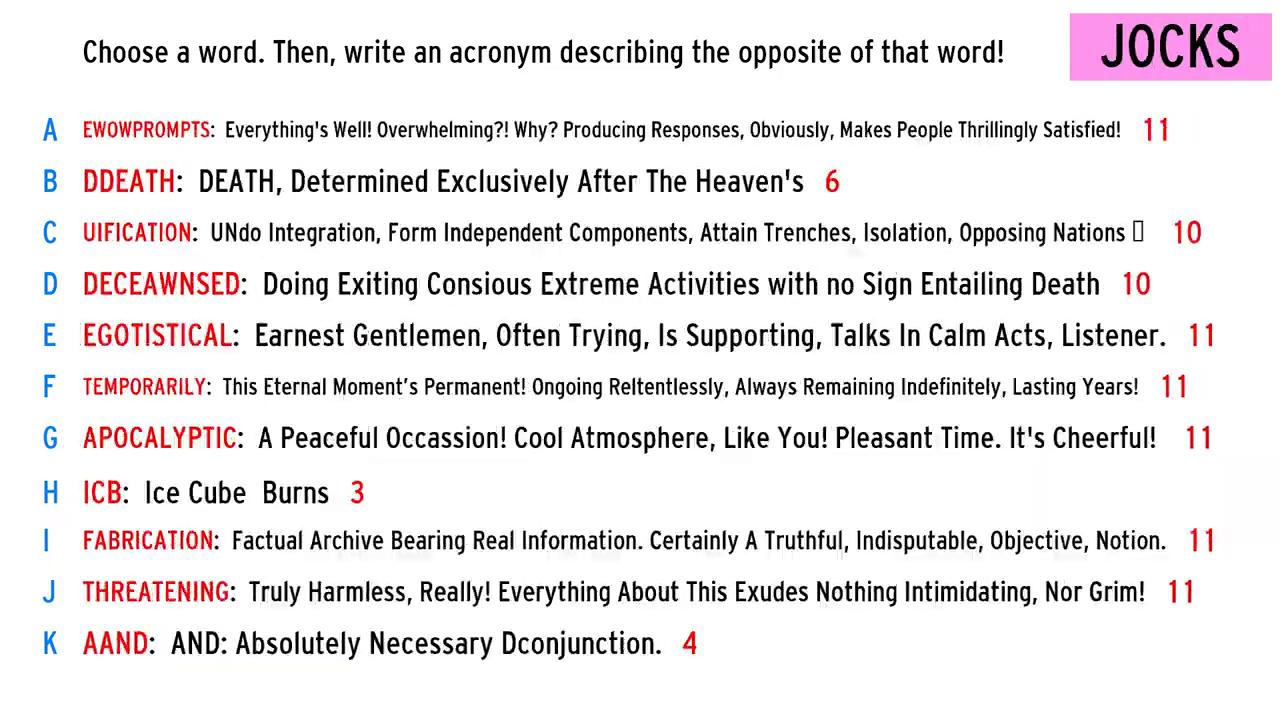 Choose a word. Then, write an acronym describing the opposite of that word!
JOCKS
A EWOWPROMPTS: Everything's Well! Overwhelming?! Why? Producing Responses, Obviously, Makes People Thrillingly Satisfied! 11
B DDEATH: DEATH, Determined Exclusively After The Heaven's 6
C UIFICATION: UNdo Integration, Form Independent Components, Attain Trenches, Isolation, Opposing Nations 10
D DECEAWNSED: Doing Exiting Consious Extreme Activities with no Sign Entailing Death 10
E EGOTISTICAL: Earnest Gentlemen, Often Trying, Is Supporting, Talks In Calm Acts, Listener. 11
F TEMPORARILY: This Eternal Moment’s Permanent! Ongoing Reltentlessly, Always Remaining Indefinitely, Lasting Years! 11
G APOCALYPTIC: A Peaceful Occassion! Cool Atmosphere, Like You! Pleasant Time. It's Cheerful! 11
H ICB: Ice Cube Burns 3
I FABRICATION: Factual Archive Bearing Real Information. Certainly A Truthful, Indisputable, Objective, Notion. 11
J THREATENING: Truly Harmless, Really! Everything About This Exudes Nothing Intimidating, Nor Grim! 11
K AAND: AND: Absolutely Necessary Dconjunction. 4